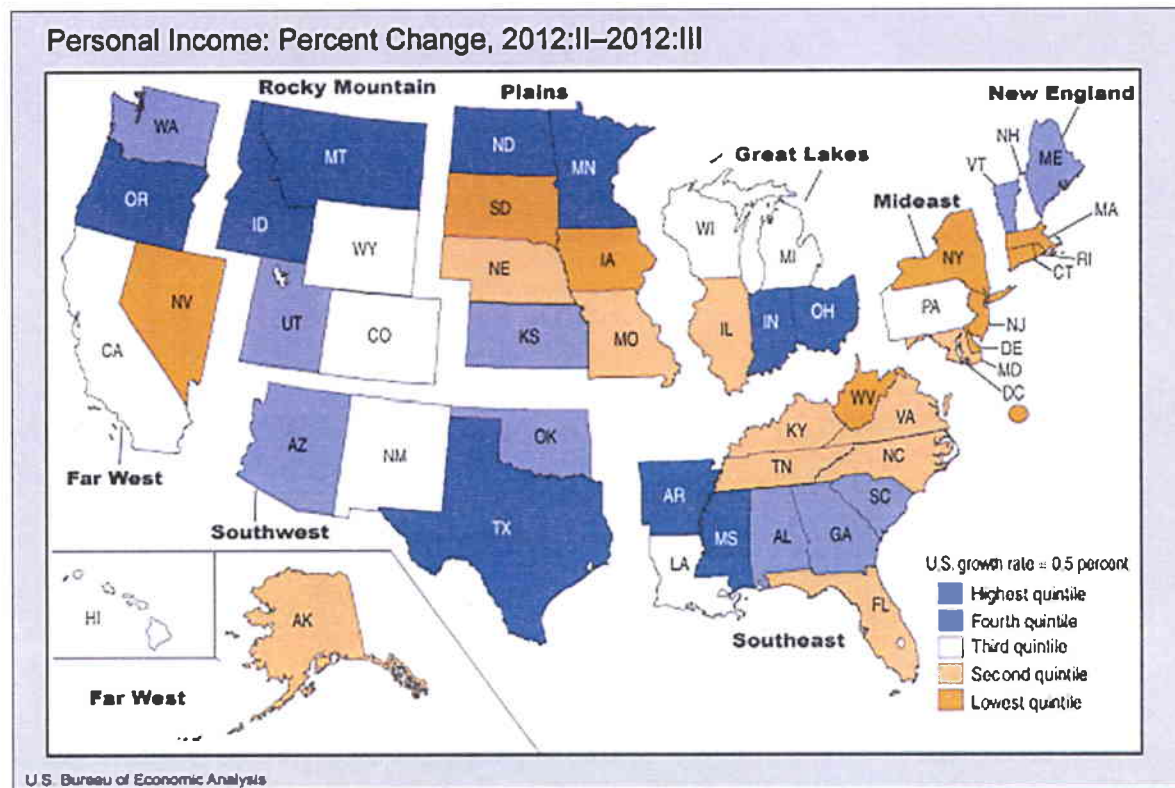 Personal Income: Percent Change, 2012:II–2012:III
Rocky Mountain
Plains
New England
Great Lakes
Mideast
WA
MT
ND
MN
NH
VT
ME
OR
ID
SD
WI
MI
MA
WY
NE
IA
NY
RI
CT
NV
UT
CO
KS
MO
IL
IN
OH
PA
NJ
DE
MD
DC
CA
WV
VA
KY
NC
TN
AZ
NM
OK
AR
SC
Far West
Southwest
TX
MS
AL
GA
LA
FL
Southeast
HI
AK
Far West
U.S. growth rate = 0.5 percent
Highest quintile
Fourth quintile
Third quintile
Second quintile
Lowest quintile
U.S. Bureau of Economic Analysis